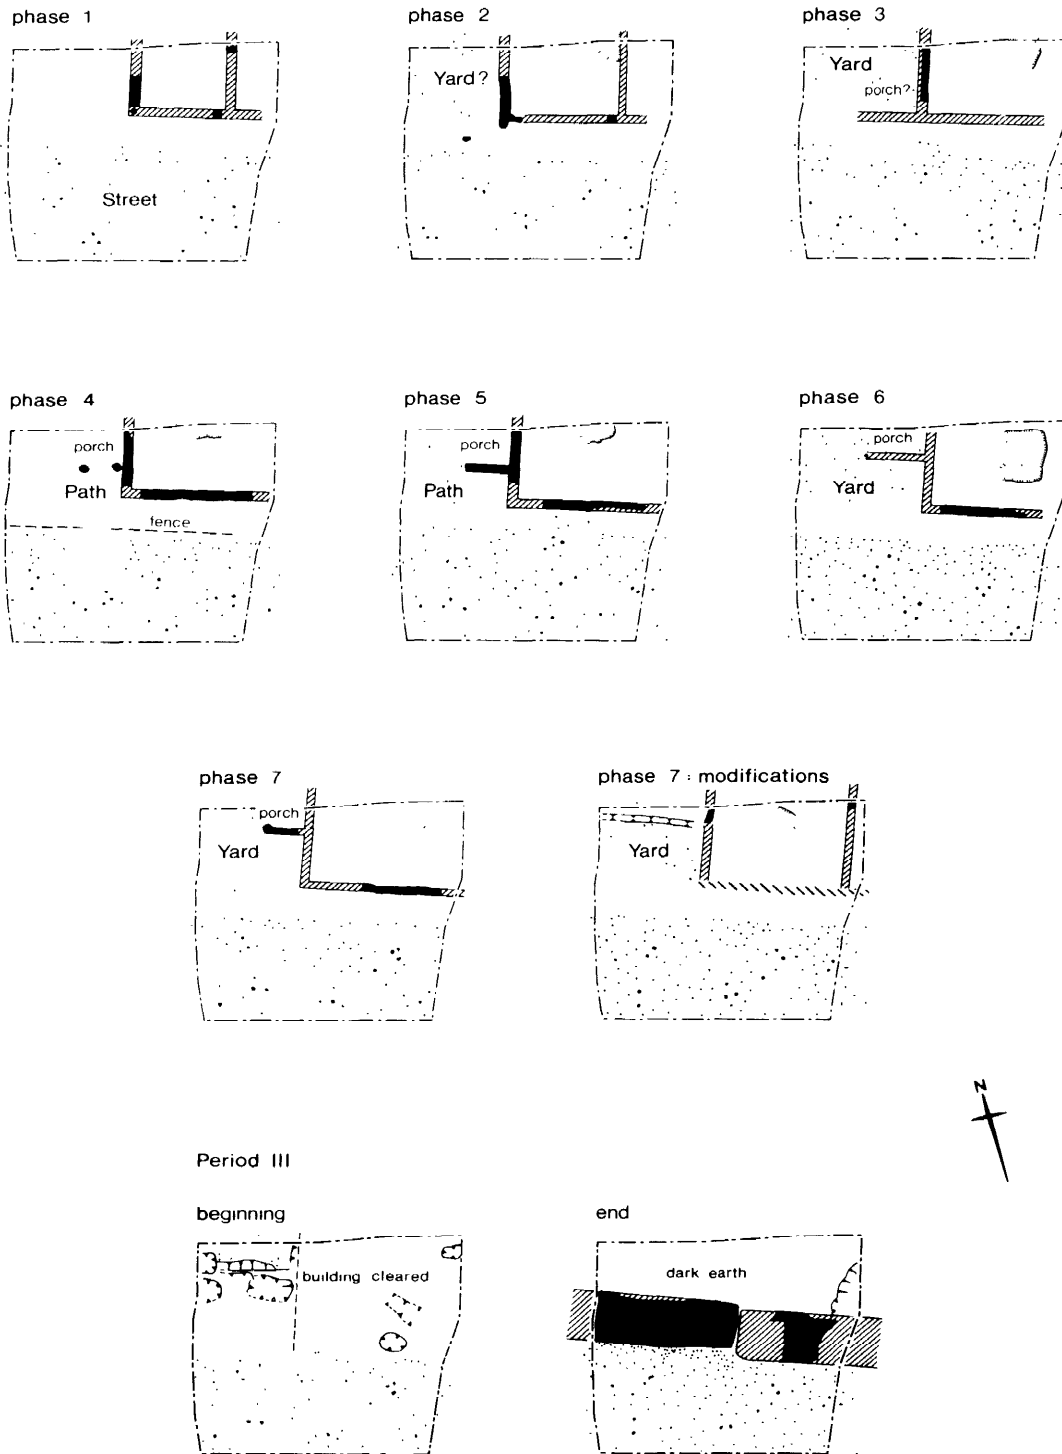 phase 1
phase 2
phase 3
Yard?
Yard
porch?
Street
phase 4
phase 5
phase 6
porch
Path
fence
porch
Path
porch
Yard
phase 7
phase 7 : modifications
porch
Yard
Yard
N
Period III
beginning
end
building cleared
dark earth